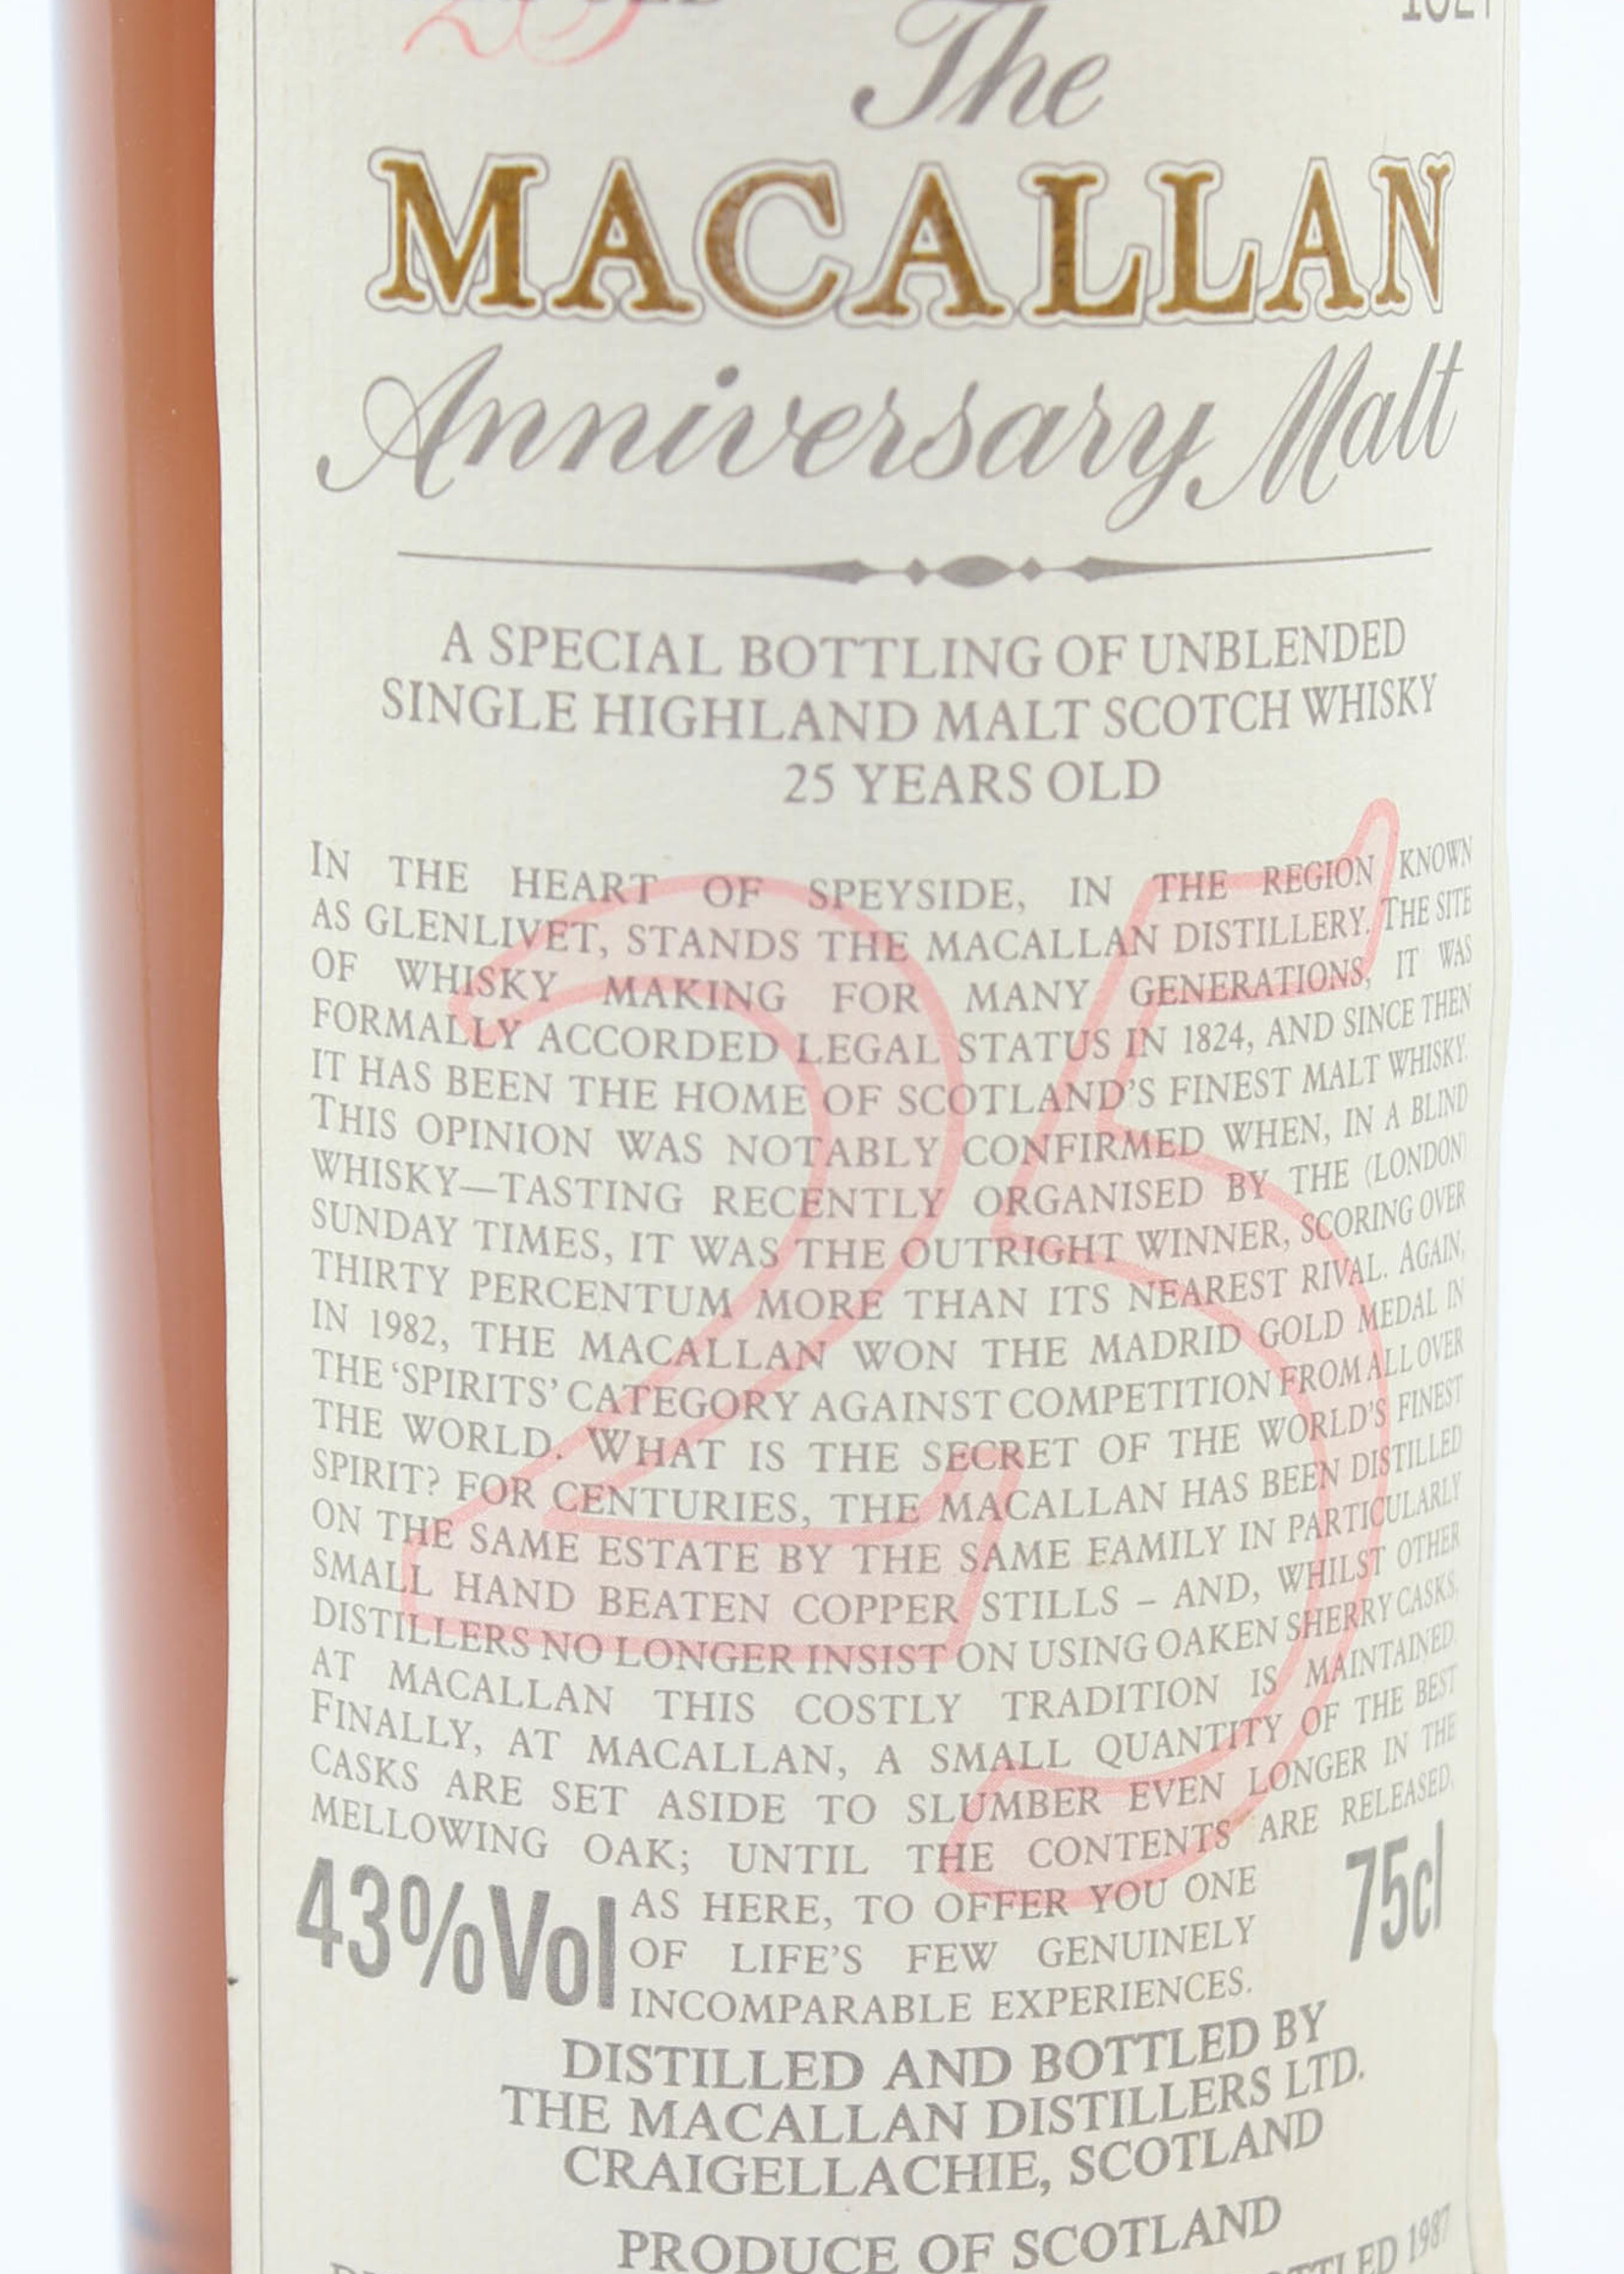 The
MACALLAN
Anniversary Malt
A SPECIAL BOTTLING OF UNBLENDED
SINGLE HIGHLAND MALT SCOTCH WHISKY
25 YEARS OLD
25
IN THE HEART OF SPEYSIDE, IN THE REGION KNOWN
AS GLENLIVET, STANDS THE MACALLAN DISTILLERY. THE SITE
OF WHISKY MAKING FOR MANY GENERATIONS, IT WAS
FORMALLY ACCORDED LEGAL STATUS IN 1824, AND SINCE THEN
IT HAS BEEN THE HOME OF SCOTLAND'S FINEST MALT WHISKY.
THIS OPINION WAS NOTABLY CONFIRMED WHEN, IN A BLIND
WHISKY—TASTING RECENTLY ORGANISED BY THE (LONDON)
SUNDAY TIMES, IT WAS THE OUTRIGHT WINNER, SCORING OVER
THIRTY PERCENTUM MORE THAN ITS NEAREST RIVAL. AGAIN,
IN 1982, THE MACALLAN WON THE MADRID GOLD MEDAL IN
THE 'SPIRITS' CATEGORY AGAINST COMPETITION FROM ALL OVER
THE WORLD. WHAT IS THE SECRET OF THE WORLD'S FINEST
SPIRIT? FOR CENTURIES, THE MACALLAN HAS BEEN DISTILLED
ON THE SAME ESTATE BY THE SAME FAMILY IN PARTICULARLY
SMALL HAND BEATEN COPPER STILLS – AND, WHILST OTHER
DISTILLERS NO LONGER INSIST ON USING OAKEN SHERRY CASKS,
AT MACALLAN THIS COSTLY TRADITION IS MAINTAINED.
FINALLY, AT MACALLAN, A SMALL QUANTITY OF THE BEST
CASKS ARE SET ASIDE TO SLUMBER EVEN LONGER IN THE
MELLOWING OAK; UNTIL THE CONTENTS ARE RELEASED,
AS HERE, TO OFFER YOU ONE
OF LIFE'S FEW GENUINELY
INCOMPARABLE EXPERIENCES.
43%Vol
75cl
DISTILLED AND BOTTLED BY
THE MACALLAN DISTILLERS LTD.
CRAIGELLACHIE, SCOTLAND
PRODUCE OF SCOTLAND
1987